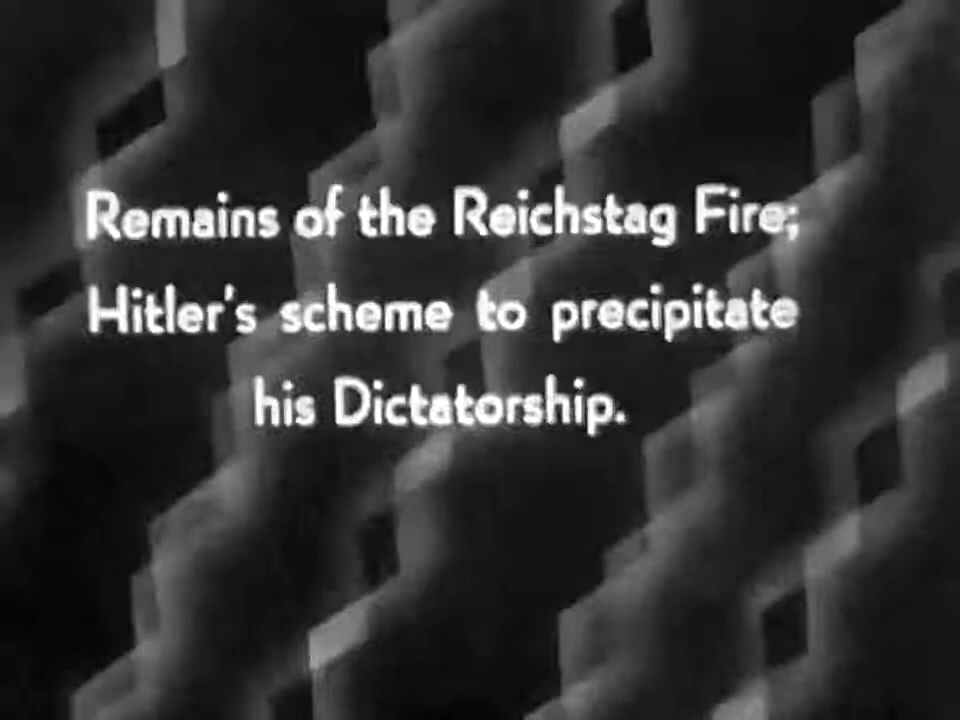 Remains of the Reichstag Fire;
Hitler's scheme to precipitate
his Dictatorship.